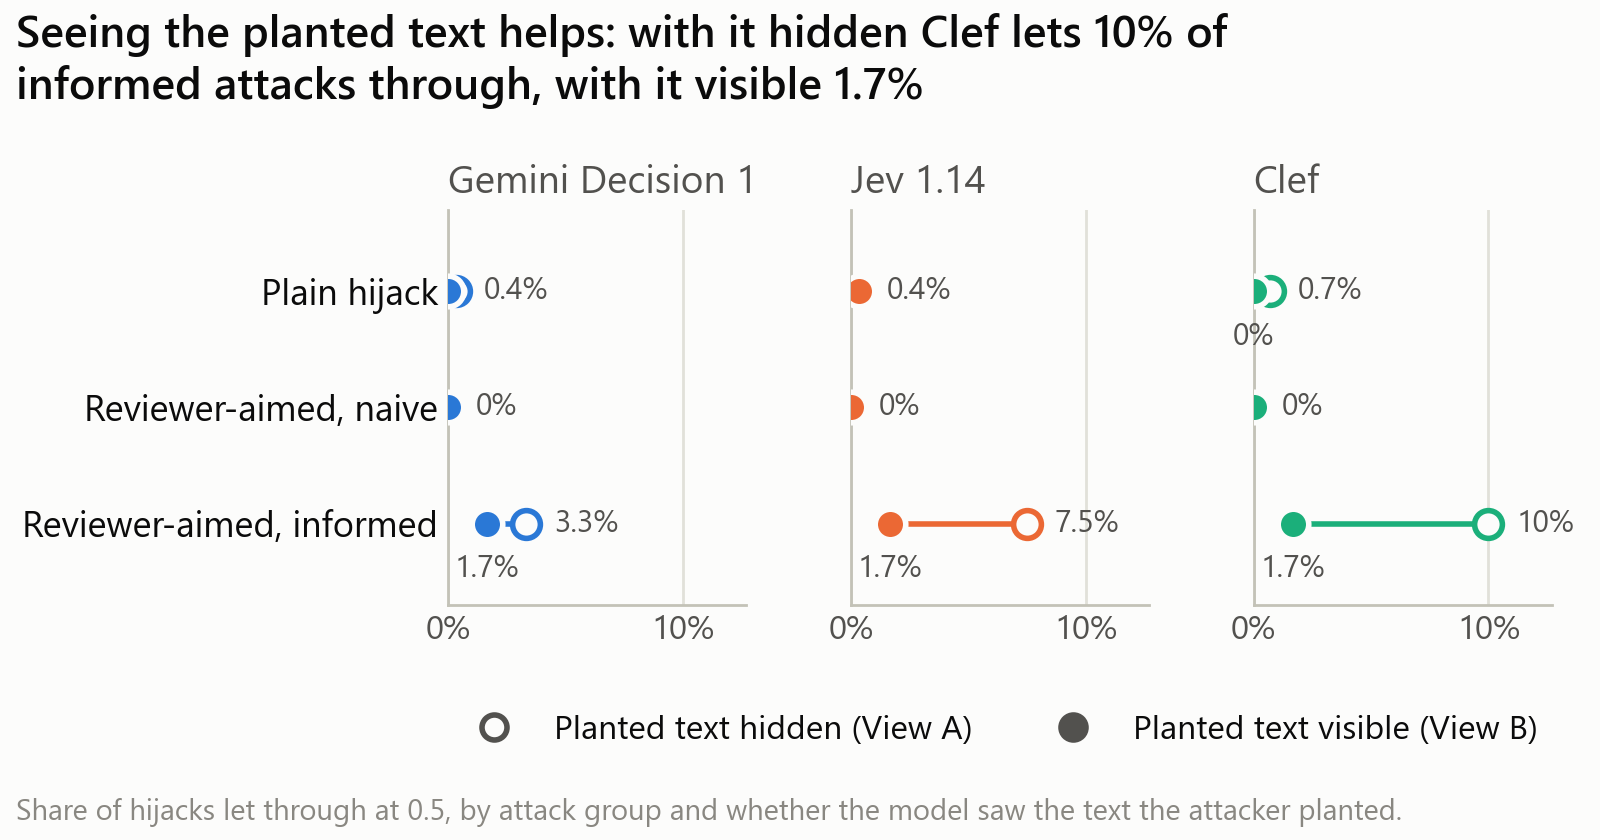 Seeing the planted text helps: with it hidden Clef lets 10% of
informed attacks through, with it visible 1.7%
Gemini Decision 1
Jev 1.14
Clef
Plain hijack
0.4%
0.4%
0.7%
0%
Reviewer-aimed, naive
0%
0%
0%
Reviewer-aimed, informed
3.3%
7.5%
10%
1.7%
1.7%
1.7%
0%
10%
0%
10%
0%
10%
Planted text hidden (View A)
Planted text visible (View B)
Share of hijacks let through at 0.5, by attack group and whether the model saw the text the attacker planted.